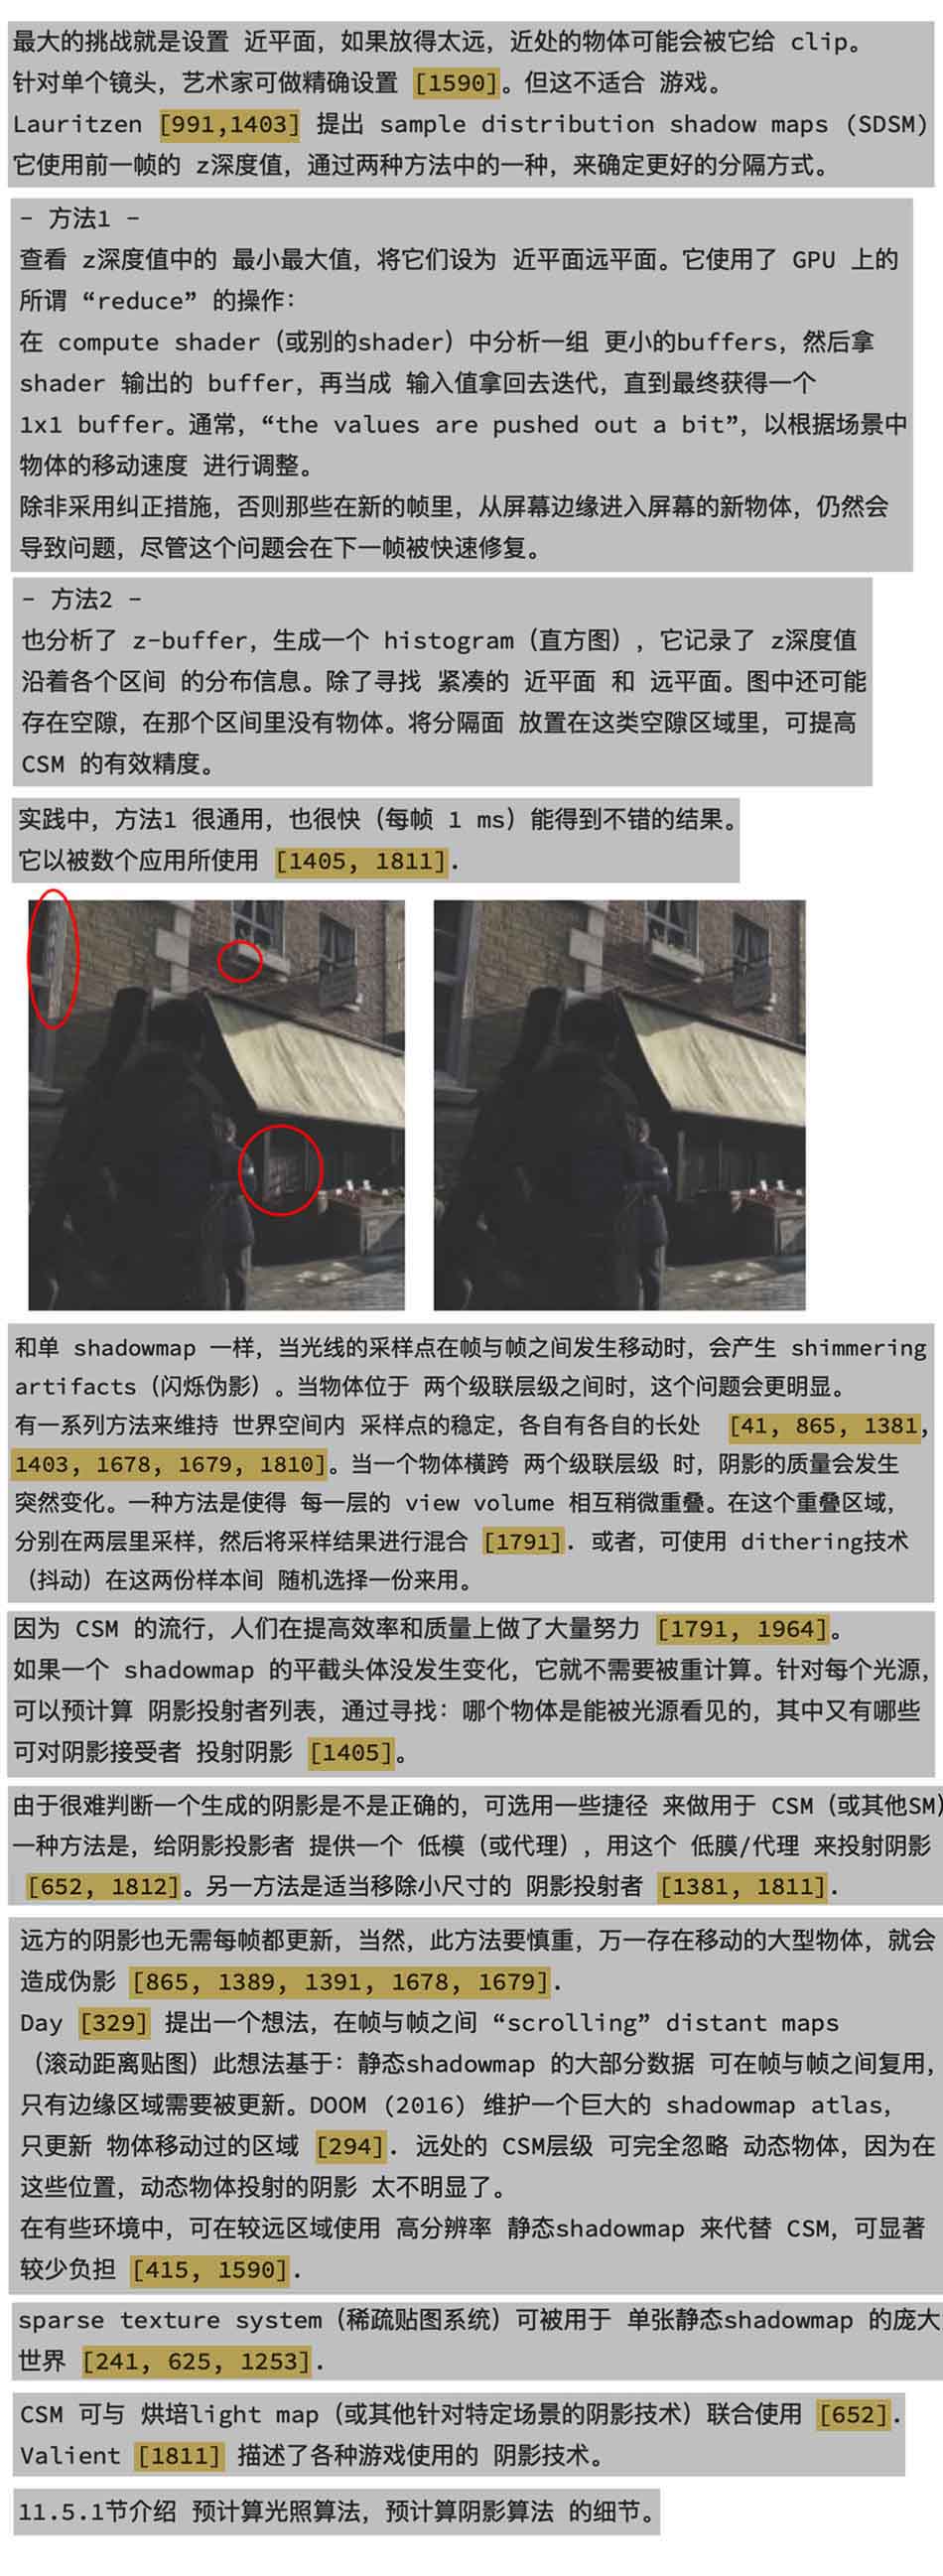 最大的挑战就是设置 近平面，如果放得太远，近处的物体可能会被它给 clip。
针对单个镜头，艺术家可做精确设置 [1590]。但这不适合 游戏。
Lauritzen [991,1403] 提出 sample distribution shadow maps (SDSM)
它使用前一帧的 z深度值，通过两种方法中的一种，来确定更好的分隔方式。
- 方法1 -
查看 z深度值中的 最小最大值，将它们设为 近平面远平面。它使用了 GPU 上的
所谓 “reduce” 的操作：
在 compute shader（或别的shader）中分析一组 更小的buffers，然后拿
shader 输出的 buffer，再当成 输入值拿回去迭代，直到最终获得一个
1x1 buffer。通常，“the values are pushed out a bit”，以根据场景中
物体的移动速度 进行调整。
除非采用纠正措施，否则那些在新的帧里，从屏幕边缘进入屏幕的新物体，仍然会
导致问题，尽管这个问题会在下一帧被快速修复。
- 方法2 -
也分析了 z-buffer，生成一个 histogram（直方图），它记录了 z深度值
沿着各个区间 的分布信息。除了寻找 紧凑的 近平面 和 远平面。图中还可能
存在空隙，在那个区间里没有物体。将分隔面 放置在这类空隙区域里，可提高
CSM 的有效精度。
实践中，方法1 很通用，也很快（每帧 1 ms）能得到不错的结果。
它以被数个应用所使用 [1405, 1811].
和单 shadowmap 一样，当光线的采样点在帧与帧之间发生移动时，会产生 shimmering
artifacts（闪烁伪影）。当物体位于 两个级联层级之间时，这个问题会更明显。
有一系列方法来维持 世界空间内 采样点的稳定，各自有各自的长处 [41, 865, 1381,
1403, 1678, 1679, 1810]。当一个物体横跨 两个级联层级 时，阴影的质量会发生
突然变化。一种方法是使得 每一层的 view volume 相互稍微重叠。在这个重叠区域，
分别在两层里采样，然后将采样结果进行混合 [1791]. 或者，可使用 dithering技术
（抖动）在这两份样本间 随机选择一份来用。
因为 CSM 的流行，人们在提高效率和质量上做了大量努力 [1791, 1964]。
如果一个 shadowmap 的平截头体没发生变化，它就不需要被重计算。针对每个光源，
可以预计算 阴影投射者列表，通过寻找：哪个物体是能被光源看见的，其中又有哪些
可对阴影接受者 投射阴影 [1405]。
由于很难判断一个生成的阴影是不是正确的，可选用一些捷径 来做用于 CSM（或其他SM）
一种方法是，给阴影投影者 提供一个 低模（或代理），用这个 低膜/代理 来投射阴影
[652, 1812]。另一方法是适当移除小尺寸的 阴影投射者 [1381, 1811].
远方的阴影也无需每帧都更新，当然，此方法要慎重，万一存在移动的大型物体，就会
造成伪影 [865, 1389, 1391, 1678, 1679].
Day [329] 提出一个想法，在帧与帧之间 “scrolling” distant maps
（滚动距离贴图）此想法基于：静态shadowmap 的大部分数据 可在帧与帧之间复用，
只有边缘区域需要被更新。DOOM (2016) 维护一个巨大的 shadowmap atlas，
只更新 物体移动过的区域 [294]. 远处的 CSM层级 可完全忽略 动态物体，因为在
这些位置，动态物体投射的阴影 太不明显了。
在有些环境中，可在较远区域使用 高分辨率 静态shadowmap 来代替 CSM，可显著
较少负担 [415, 1590].
sparse texture system（稀疏贴图系统）可被用于 单张静态shadowmap 的庞大
世界 [241, 625, 1253].
CSM 可与 烘培light map（或其他针对特定场景的阴影技术）联合使用 [652].
Valient [1811] 描述了各种游戏使用的 阴影技术。
11.5.1节介绍 预计算光照算法，预计算阴影算法 的细节。